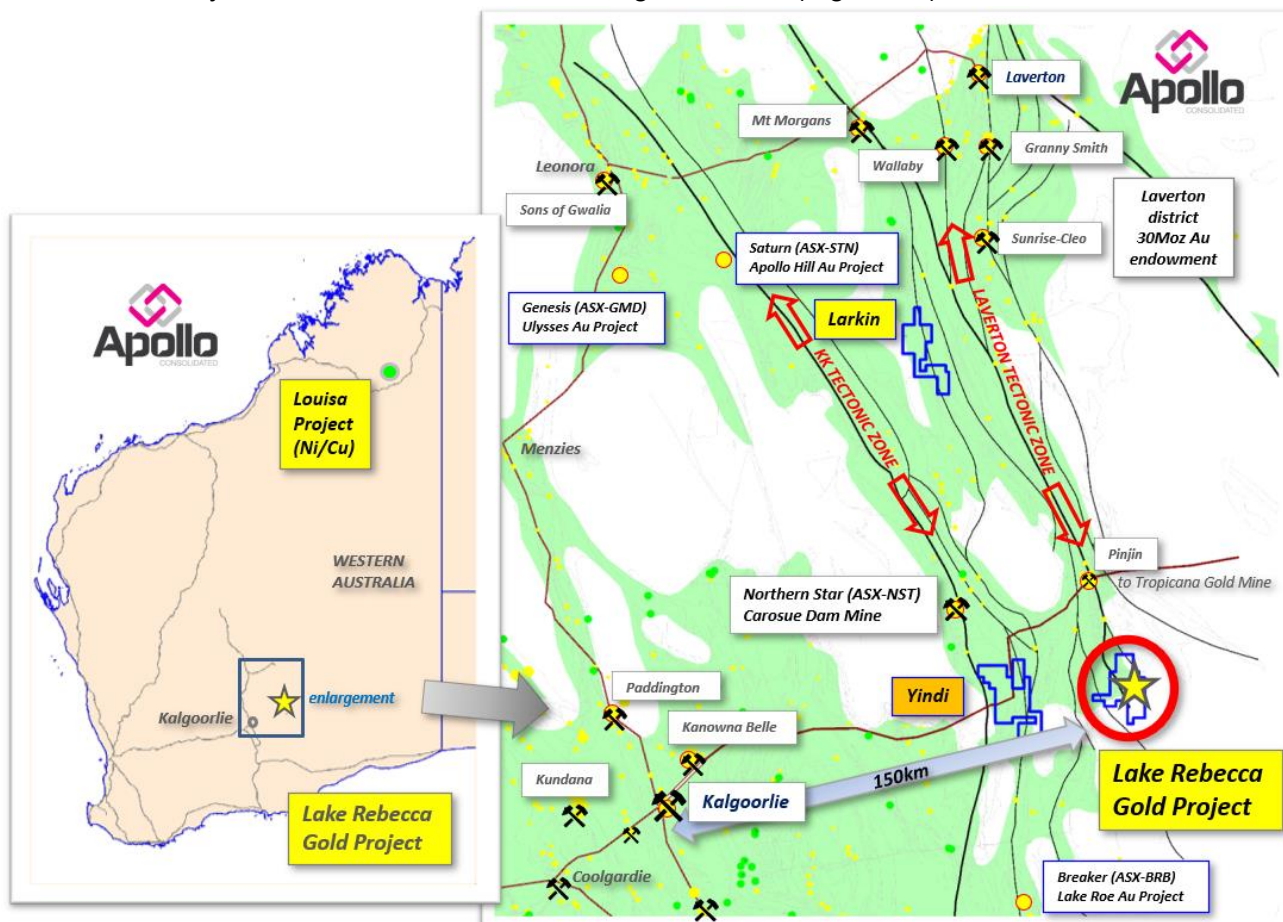 Apollo
CONSOLIDATED
Louisa
Project
(Ni/Cu)
WESTERN
AUSTRALIA
Kalgoorlie
enlargement
Lake Rebecca
Gold Project
Apollo
CONSOLIDATED
Laverton
Mt Morgans
Wallaby
Granny Smith
Leonora
Sons of Gwalia
Laverton
district
30Moz Au
endowment
Sunrise-Cleo
Saturn (ASX-STN)
Apollo Hill Au Project
Genesis (ASX-GMD)
Ulysses Au Project
Larkin
KK TECTONIC ZONE
LAVERTON TECTONIC ZONE
Menzies
Pinjin
to Tropicana Gold Mine
Northern Star (ASX-NST)
Carosue Dam Mine
Paddington
Yindi
Kanowna Belle
Kundana
Kalgoorlie
150km
Lake Rebecca
Gold Project
Coolgardie
Breaker (ASX-BRB)
Lake Roe Au Project